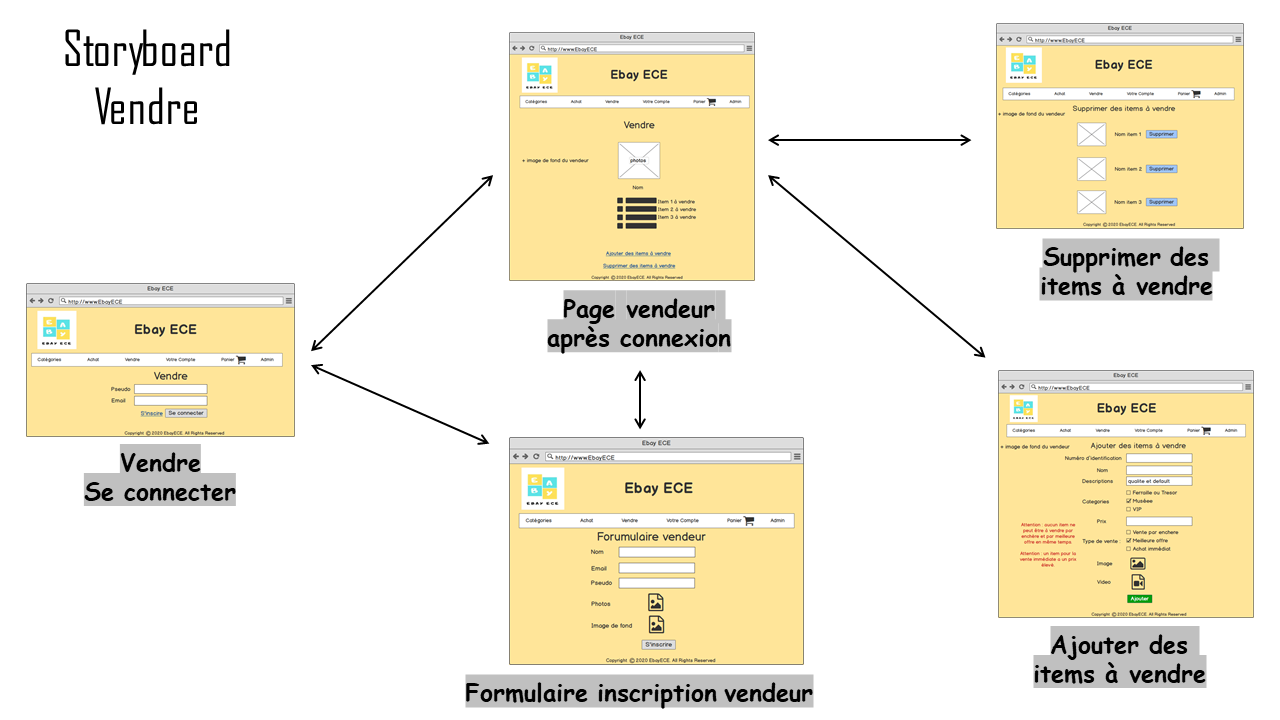 Storyboard
Vendre
Ebay ECE
http://www.EbayECE
EBAY ECE
Ebay ECE
Catégories Achat Vendre Votre Compte Panier Admin
Vendre
Pseudo
Email
S'inscrire Se connecter
Copyright © 2020 EbayECE. All Rights Reserved
Vendre
Se connecter
Ebay ECE
http://www.EbayECE
EBAY ECE
Ebay ECE
Catégories Achat Vendre Votre Compte Panier Admin
Vendre
+ image de fond du vendeur
photos
Nom
Item 1 à vendre
Item 2 à vendre
Item 3 à vendre
Ajouter des items à vendre
Supprimer des items à vendre
Copyright © 2020 EbayECE. All Rights Reserved
Page vendeur
après connexion
Ebay ECE
http://www.EbayECE
EBAY ECE
Ebay ECE
Catégories Achat Vendre Votre Compte Panier Admin
Forumulaire vendeur
Nom
Email
Pseudo
Photos
Image de fond
S'inscrire
Copyright © 2020 EbayECE. All Rights Reserved
Formulaire inscription vendeur
Ebay ECE
http://www.EbayECE
EBAY ECE
Ebay ECE
Catégories Achat Vendre Votre Compte Panier Admin
Supprimer des items à vendre
+ image de fond du vendeur
Nom item 1 Supprimer
Nom item 2 Supprimer
Nom item 3 Supprimer
Copyright © 2020 EbayECE. All Rights Reserved
Supprimer des
items à vendre
Ebay ECE
http://www.EbayECE
EBAY ECE
Ebay ECE
Catégories Achat Vendre Votre Compte Panier Admin
+ image de fond du vendeur
Ajouter des items à vendre
Numéro d'identification
Nom
Descriptions qualite et default
Categories
Ferraille ou Tresor
Muséee
VIP
Prix
Attention : aucun item ne
peut être à vendre par
enchère et par meilleure
offre en même temps.
Attention : un item pour la
vente immédiate a un prix
élevé.
Type de vente :
Vente par enchere
Meilleure offre
Achat immédial
Image
Video
Ajouter
Copyright © 2020 EbayECE. All Rights Reserved
Ajouter des
items à vendre